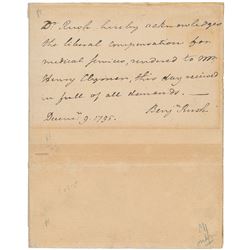 Dr. Rush hereby acknowledges
the liberal compensation for
medical services, rendered to Mr
Henry Clymer, this day received
in full of all demands. —
Benjn Rush
Decemr 9. 1795.